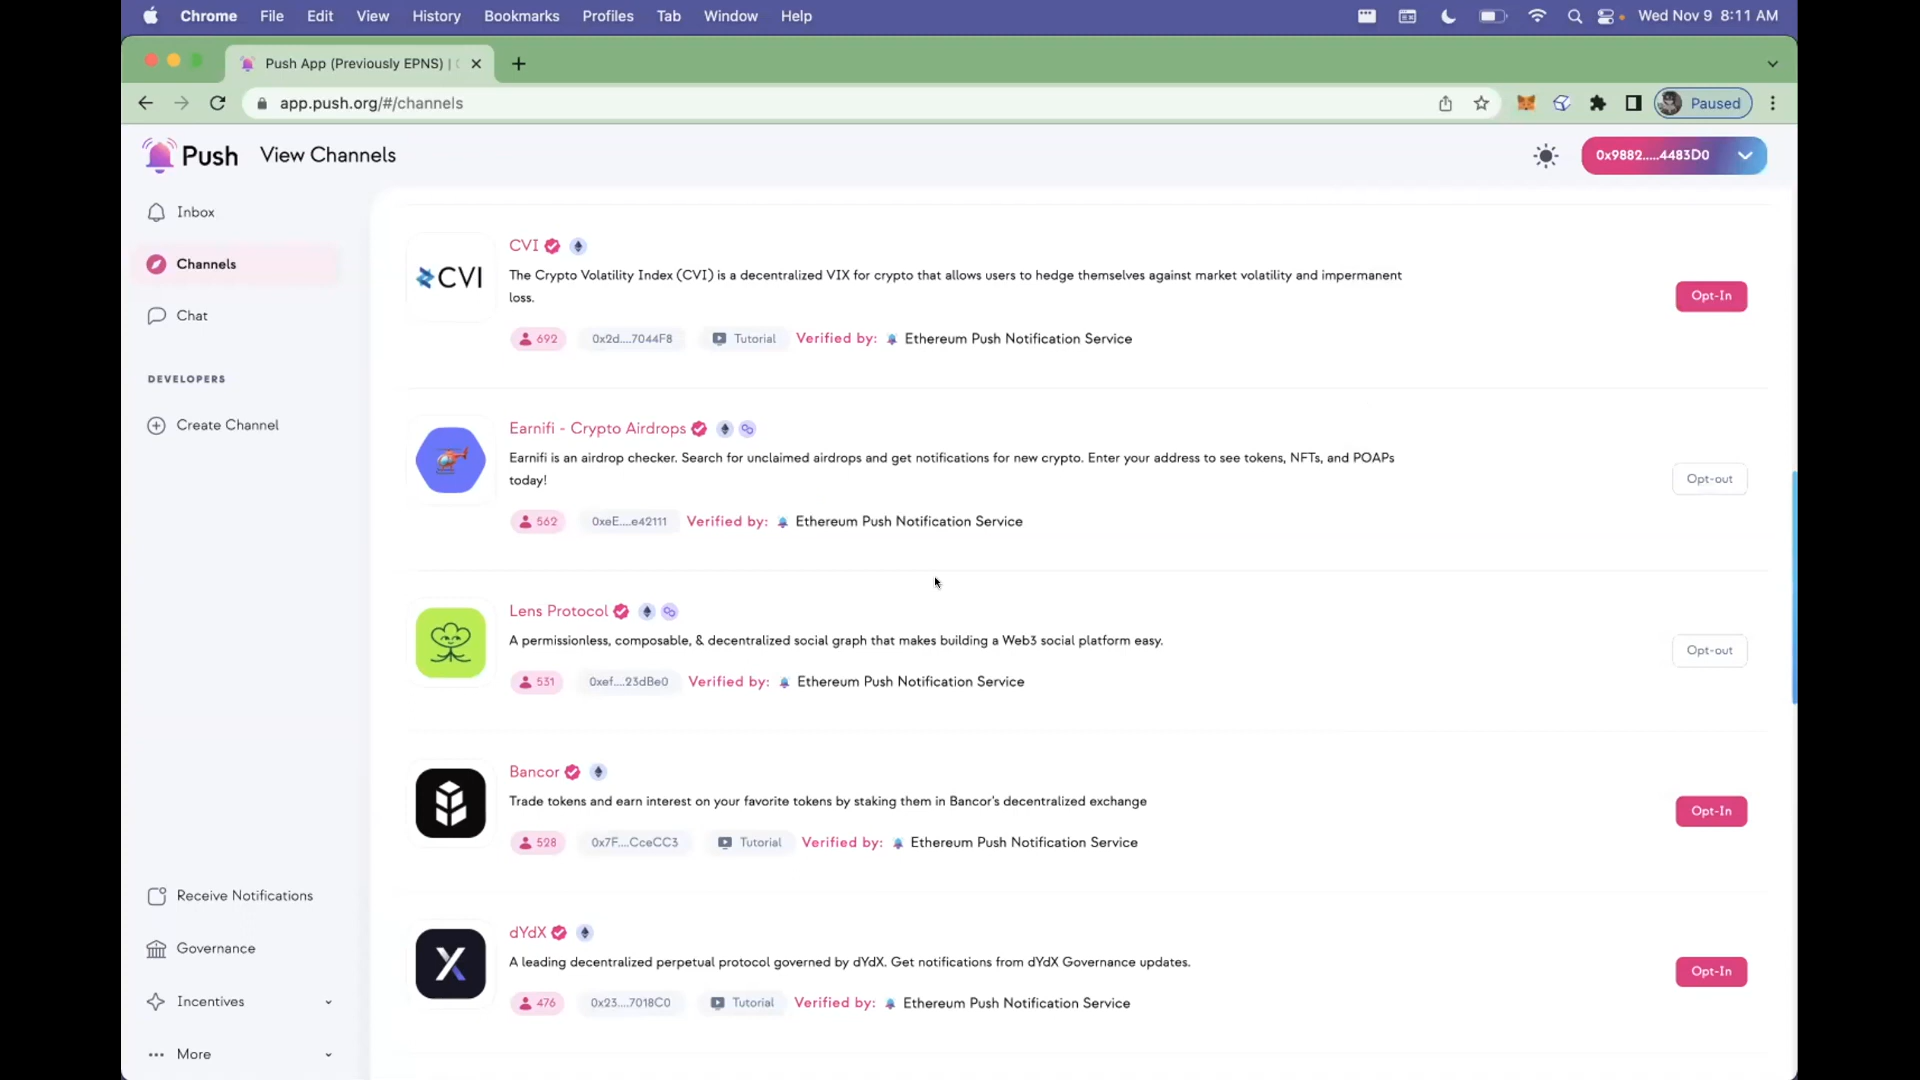 Chrome File Edit View History Bookmarks Profiles Tab Window Help Wed Nov 9 8:11 AM
Push App (Previously EPNS) |
app.push.org/#/channels Paused
Push View Channels 0x9882.....4483D0
Inbox
Channels
Chat
DEVELOPERS
Create Channel
Receive Notifications
Governance
Incentives
More
CVI
CVI
The Crypto Volatility Index (CVI) is a decentralized VIX for crypto that allows users to hedge themselves against market volatility and impermanent
loss.
Opt-In
692 0x2d....7044F8 Tutorial Verified by: Ethereum Push Notification Service
Earnifi - Crypto Airdrops
Earnifi is an airdrop checker. Search for unclaimed airdrops and get notifications for new crypto. Enter your address to see tokens, NFTs, and POAPs
today!
Opt-out
562 0xeE....e42111 Verified by: Ethereum Push Notification Service
Lens Protocol
A permissionless, composable, & decentralized social graph that makes building a Web3 social platform easy.
Opt-out
531 0xef....23dBe0 Verified by: Ethereum Push Notification Service
Bancor
Trade tokens and earn interest on your favorite tokens by staking them in Bancor's decentralized exchange
Opt-In
528 0x7F....CceCC3 Tutorial Verified by: Ethereum Push Notification Service
dYdX
A leading decentralized perpetual protocol governed by dYdX. Get notifications from dYdX Governance updates.
Opt-In
476 0x23....7018C0 Tutorial Verified by: Ethereum Push Notification Service